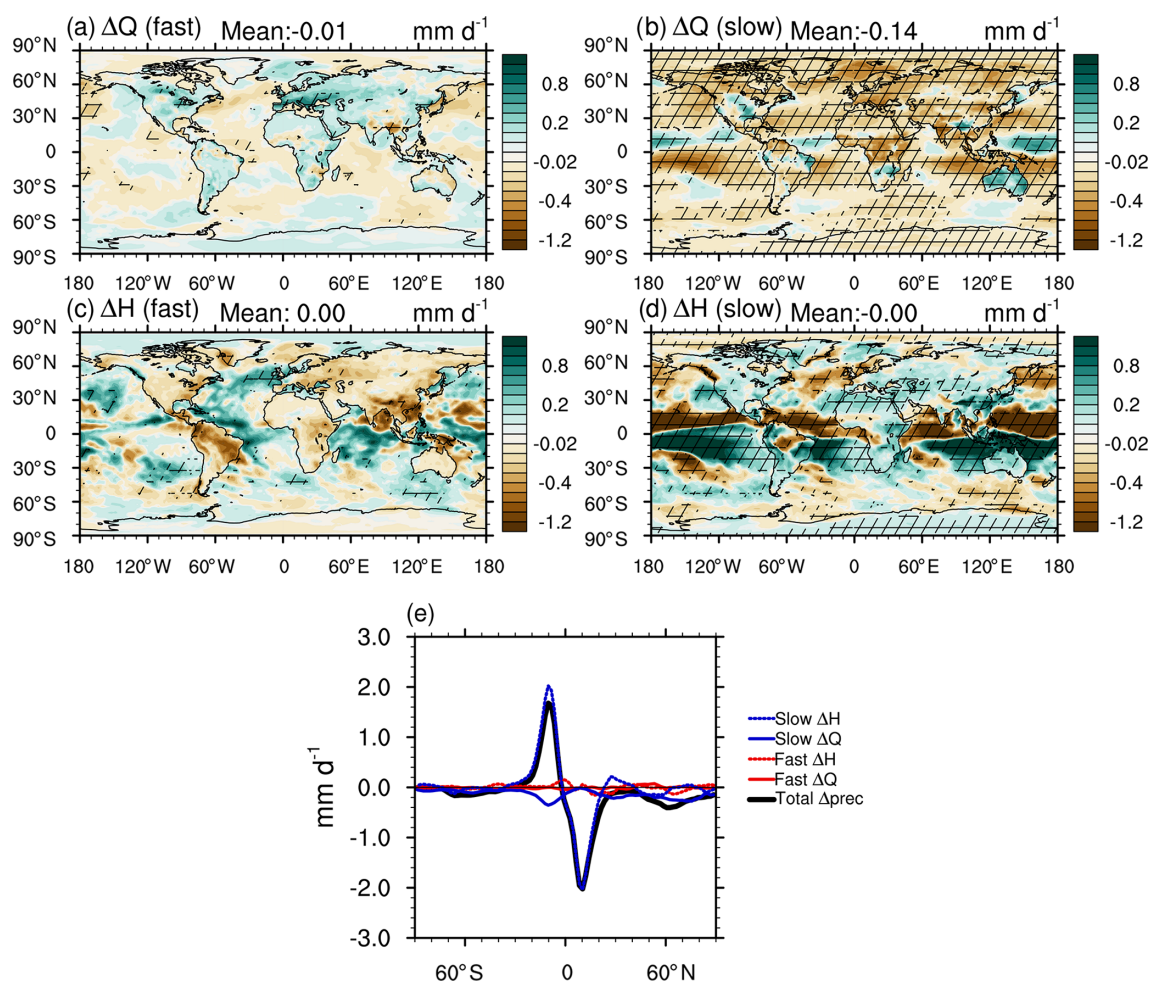 (a) ΔQ (fast) Mean:-0.01 mm d⁻¹
(b) ΔQ (slow) Mean:-0.14 mm d⁻¹
90°N
60°N
30°N
0
30°S
60°S
90°S
180 120°W 60°W 0 60°E 120°E 180
0.8
0.2
-0.02
-0.4
-1.2
90°N
60°N
30°N
0
30°S
60°S
90°S
180 120°W 60°W 0 60°E 120°E 180
0.8
0.2
-0.02
-0.4
-1.2
(c) ΔH (fast) Mean: 0.00 mm d⁻¹
(d) ΔH (slow) Mean:-0.00 mm d⁻¹
90°N
60°N
30°N
0
30°S
60°S
90°S
180 120°W 60°W 0 60°E 120°E 180
0.8
0.2
-0.02
-0.4
-1.2
90°N
60°N
30°N
0
30°S
60°S
90°S
180 120°W 60°W 0 60°E 120°E 180
0.8
0.2
-0.02
-0.4
-1.2
(e)
mm d⁻¹
3.0
2.0
1.0
0.0
-1.0
-2.0
-3.0
60°S 0 60°N
Slow ΔH
Slow ΔQ
Fast ΔH
Fast ΔQ
Total Δprec